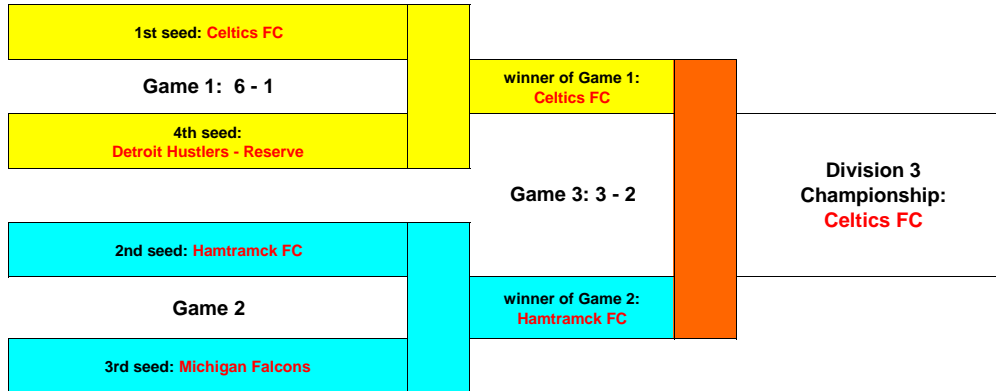 1st seed: Celtics FC
Game 1:  6 - 1
4th seed:
Detroit Hustlers - Reserve
winner of Game 1:
Celtics FC
Game 3: 3 - 2
Division 3
Championship:
Celtics FC
2nd seed: Hamtramck FC
Game 2
3rd seed: Michigan Falcons
winner of Game 2:
Hamtramck FC